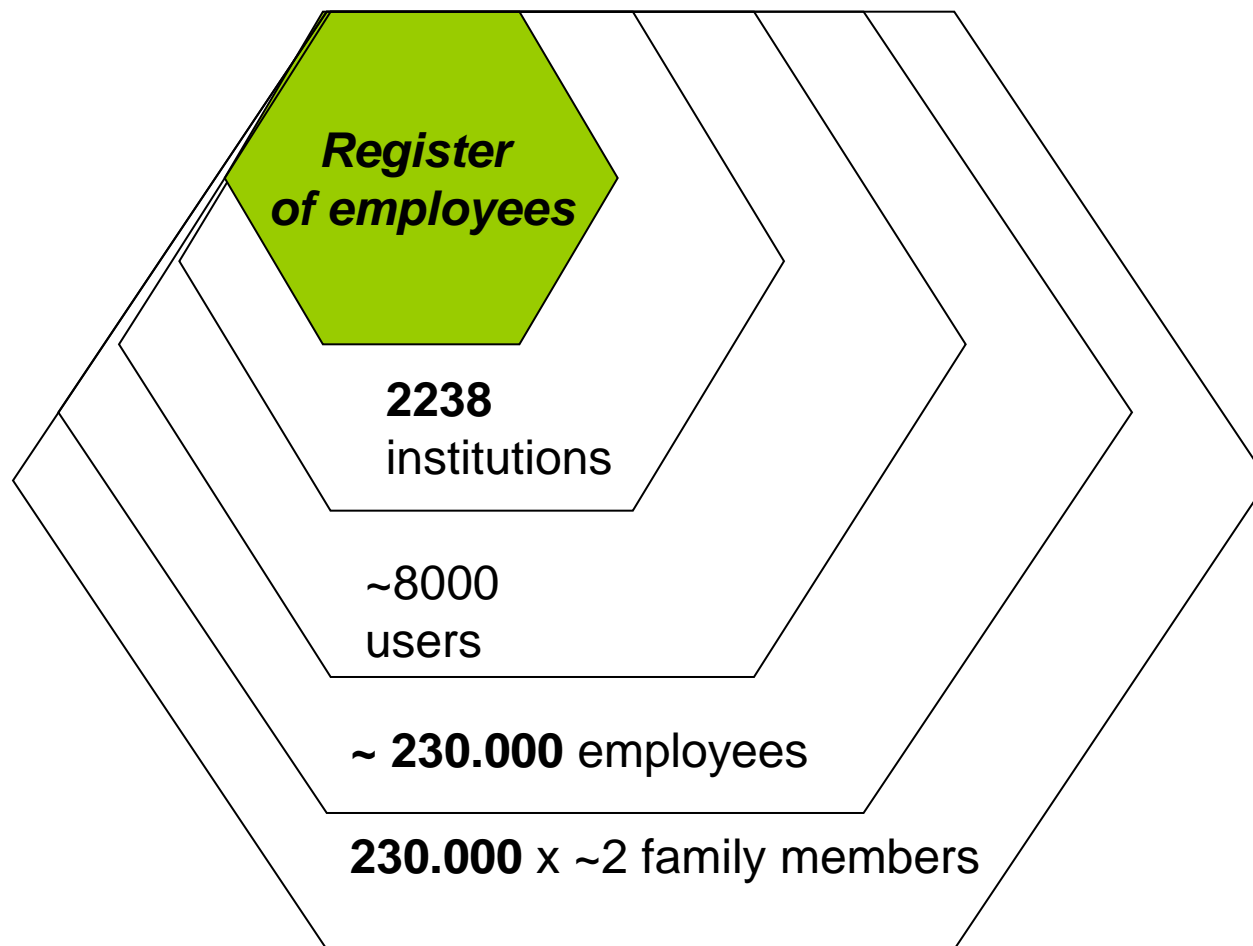 Register
of employees
2238
institutions
~8000
users
~ 230.000 employees
230.000 x ~2 family members